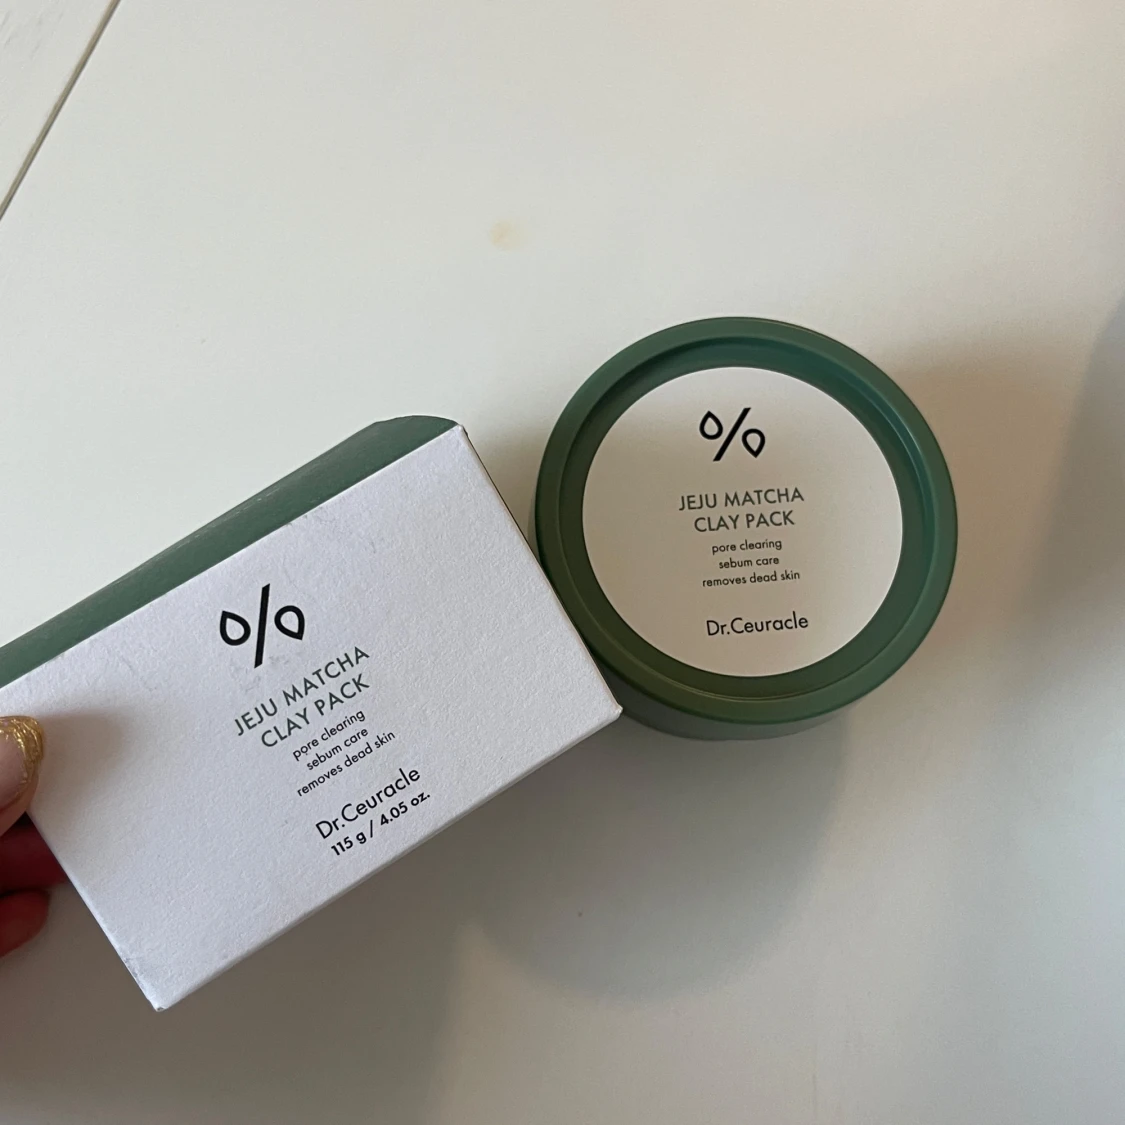 %
JEJU MATCHA
CLAY PACK
pore clearing
sebum care
removes dead skin
Dr.Ceuracle
115 g / 4.05 oz.
%
JEJU MATCHA
CLAY PACK
pore clearing
sebum care
removes dead skin
Dr.Ceuracle